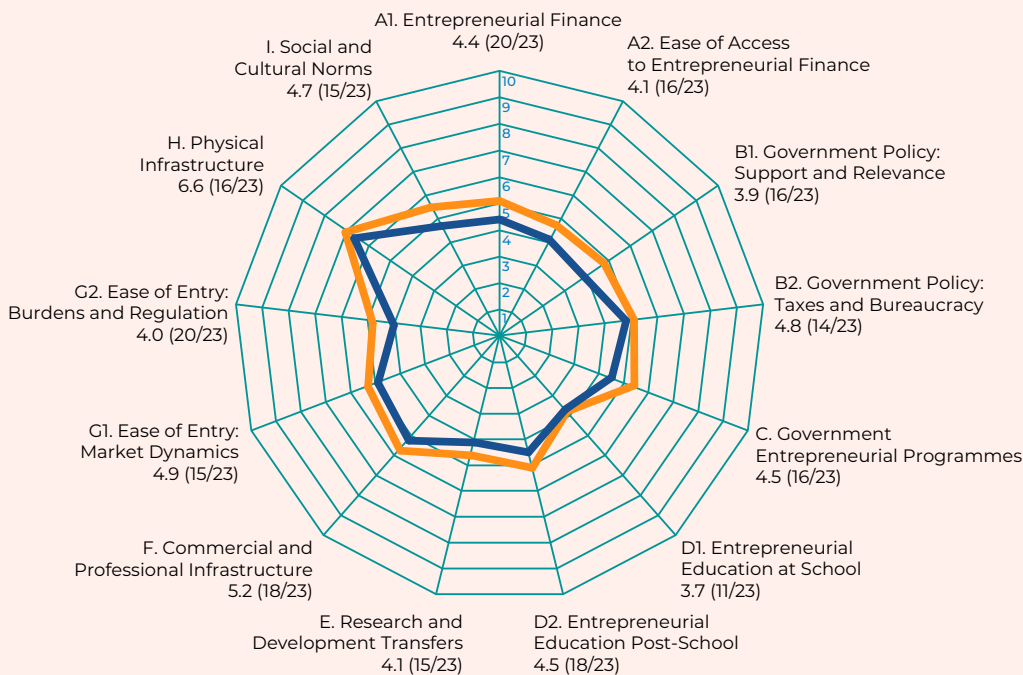 A1. Entrepreneurial Finance
4.4 (20/23)
A2. Ease of Access
to Entrepreneurial Finance
4.1 (16/23)
B1. Government Policy:
Support and Relevance
3.9 (16/23)
B2. Government Policy:
Taxes and Bureaucracy
4.8 (14/23)
C. Government
Entrepreneurial Programmes
4.5 (16/23)
D1. Entrepreneurial
Education at School
3.7 (11/23)
D2. Entrepreneurial
Education Post-School
4.5 (18/23)
E. Research and
Development Transfers
4.1 (15/23)
F. Commercial and
Professional Infrastructure
5.2 (18/23)
G1. Ease of Entry:
Market Dynamics
4.9 (15/23)
G2. Ease of Entry:
Burdens and Regulation
4.0 (20/23)
H. Physical
Infrastructure
6.6 (16/23)
I. Social and
Cultural Norms
4.7 (15/23)
10
9
8
7
6
5
4
3
2
1